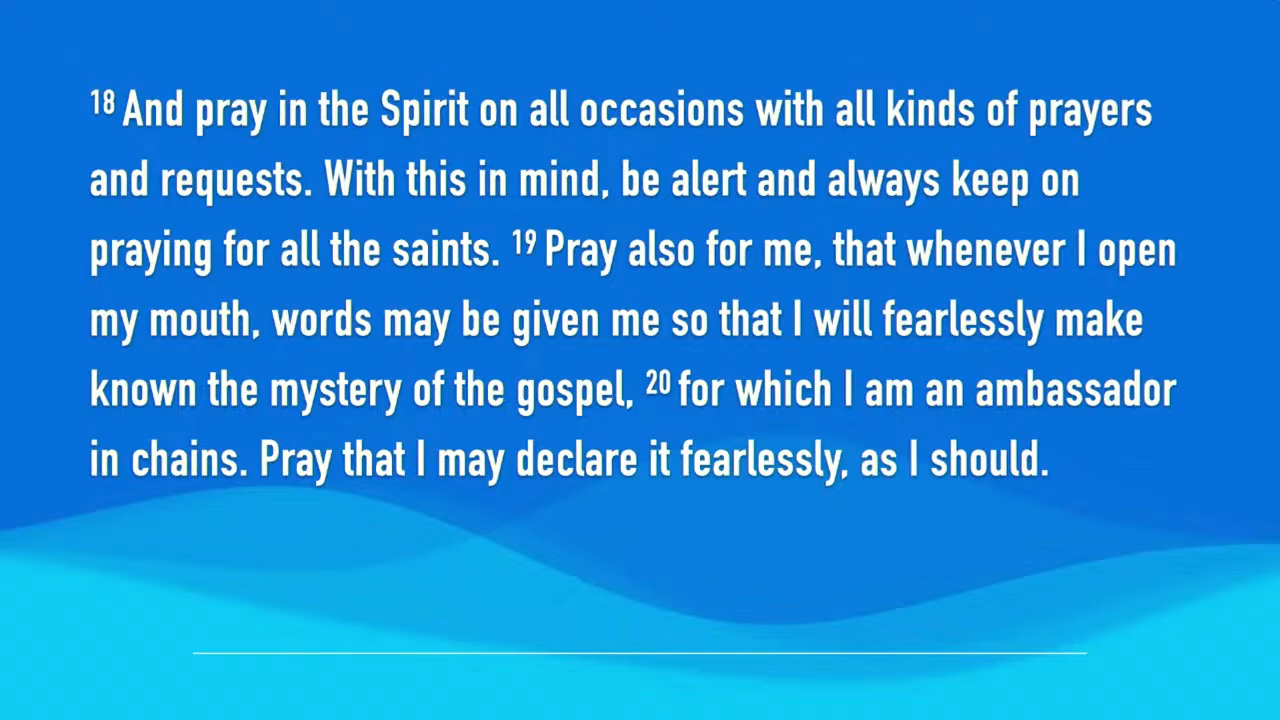 18 And pray in the Spirit on all occasions with all kinds of prayers
and requests. With this in mind, be alert and always keep on
praying for all the saints. 19 Pray also for me, that whenever I open
my mouth, words may be given me so that I will fearlessly make
known the mystery of the gospel, 20 for which I am an ambassador
in chains. Pray that I may declare it fearlessly, as I should.